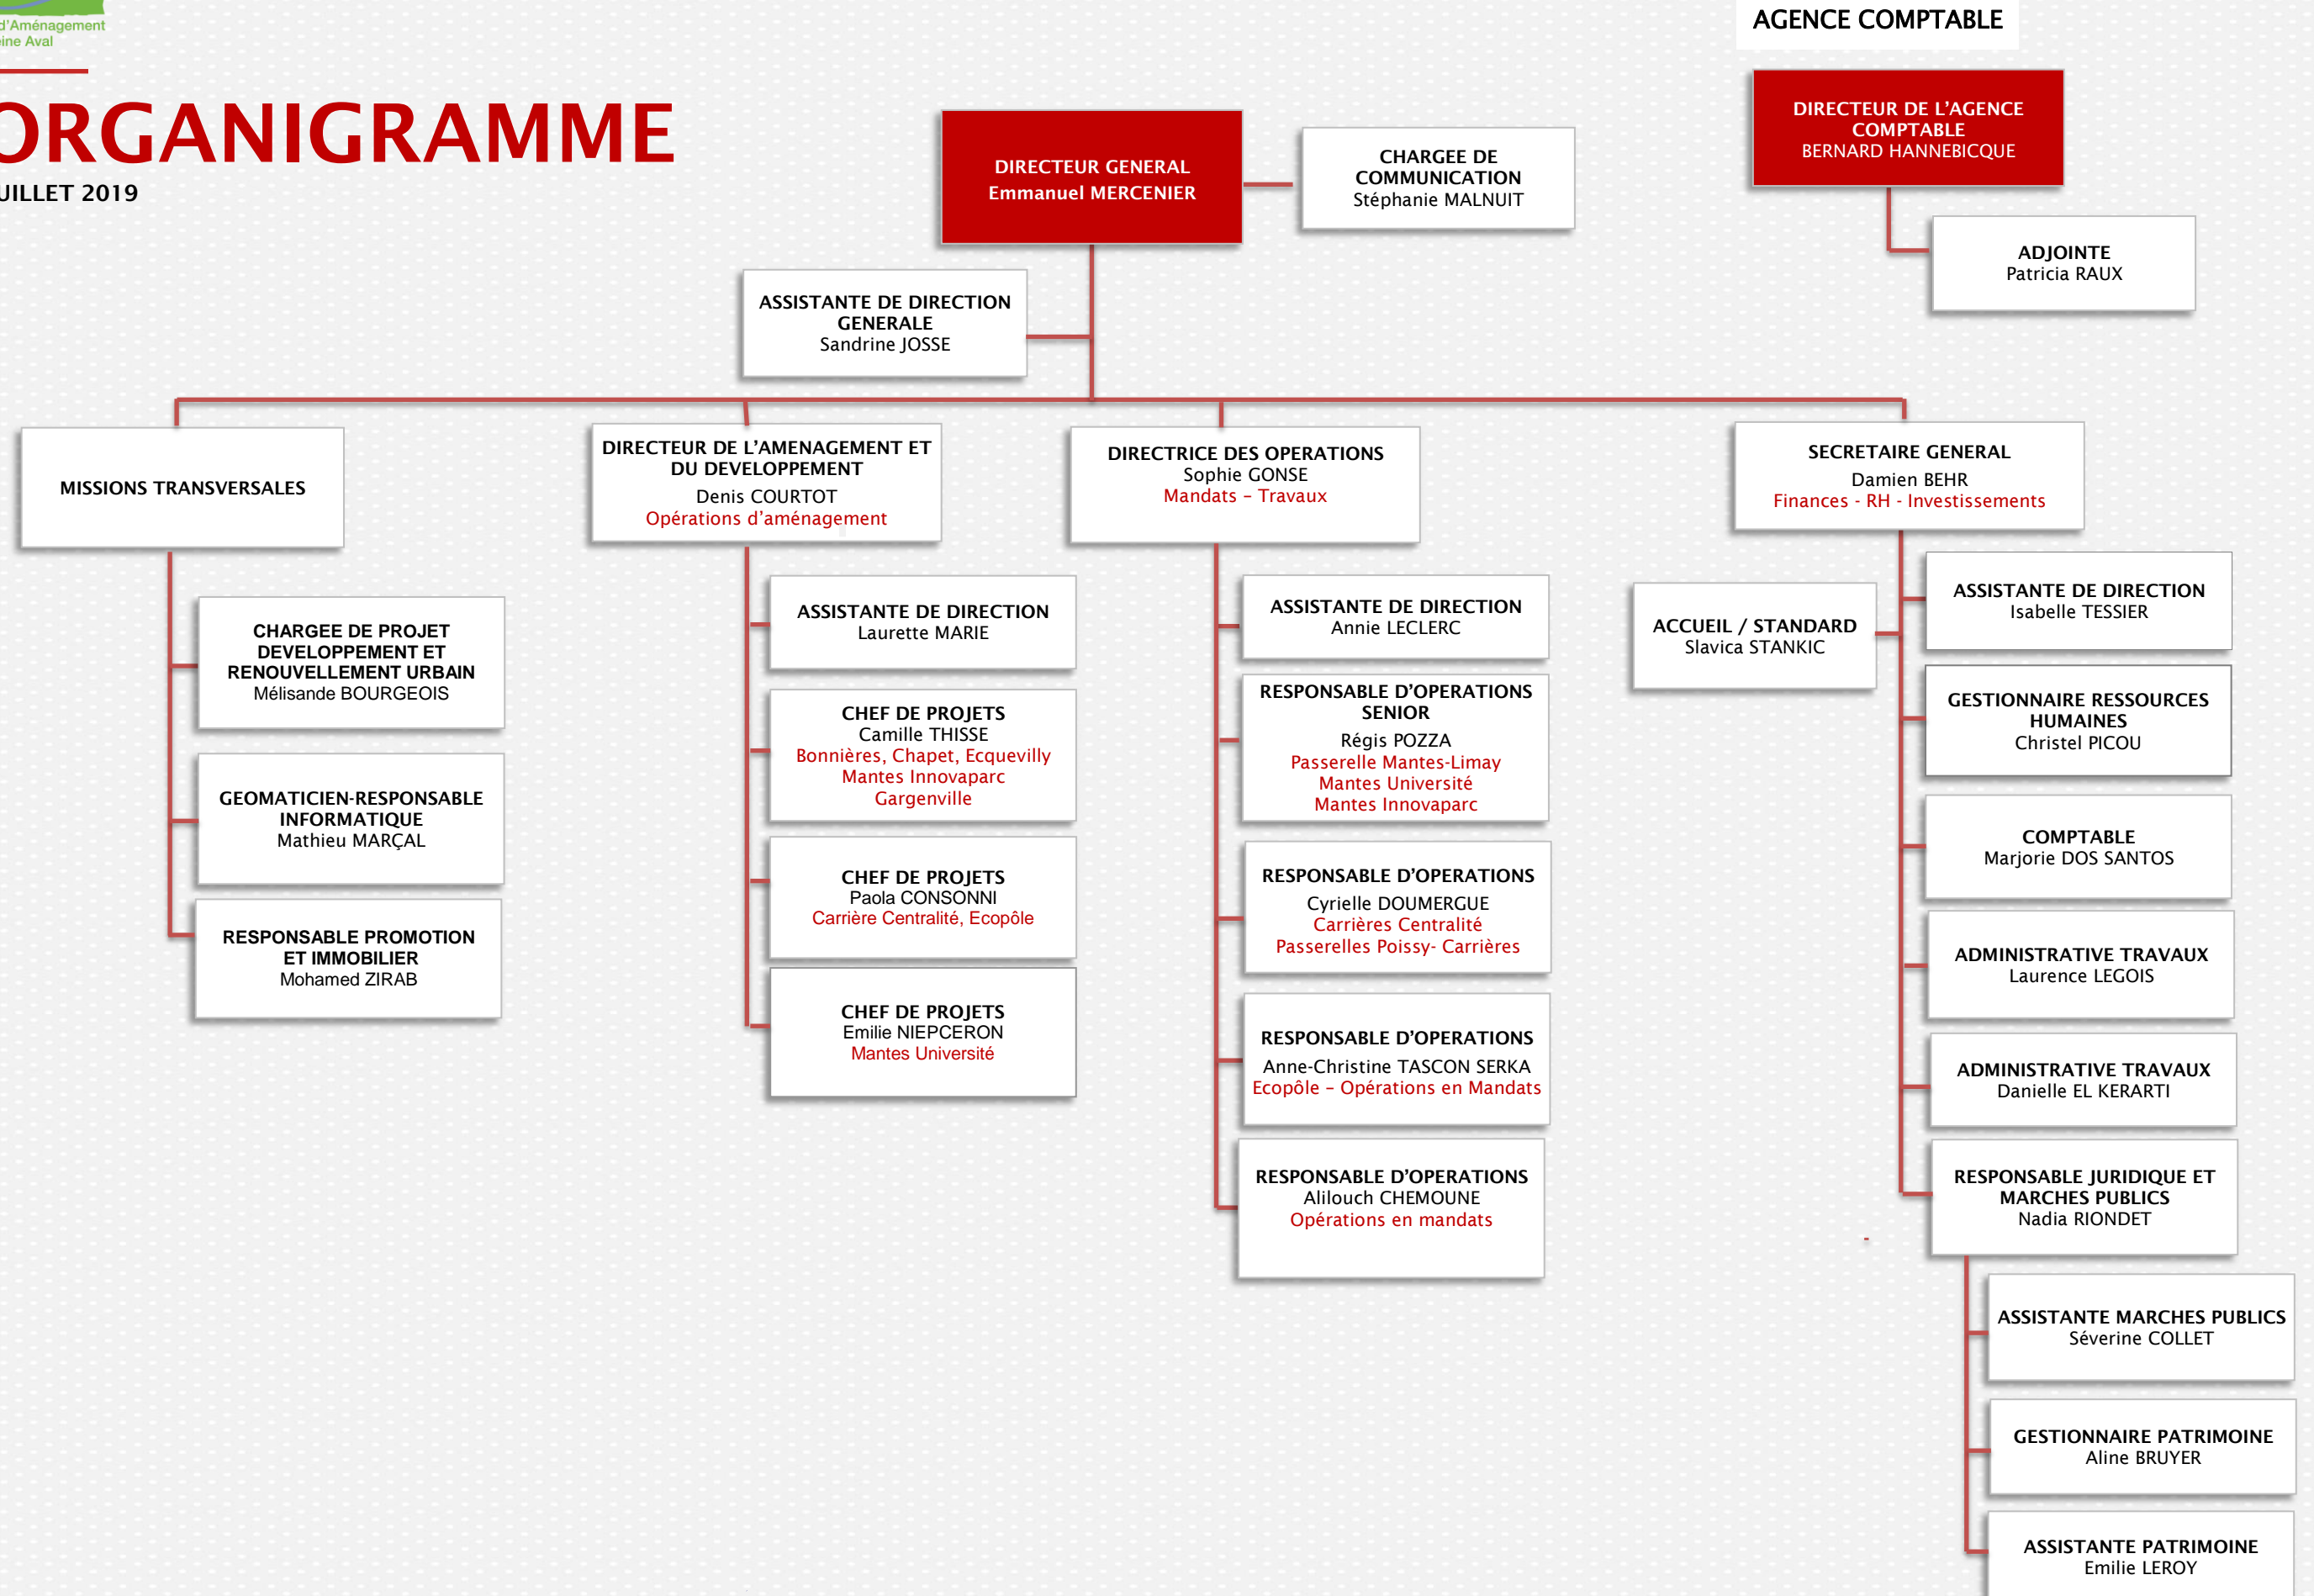 d'Aménagement
eine Aval
ORGANIGRAMME
UILLET 2019
AGENCE COMPTABLE
DIRECTEUR DE L'AGENCE
COMPTABLE
BERNARD HANNEBICQUE
ADJOINTE
Patricia RAUX
DIRECTEUR GENERAL
Emmanuel MERCENIER
CHARGEE DE
COMMUNICATION
Stéphanie MALNUIT
ASSISTANTE DE DIRECTION
GENERALE
Sandrine JOSSE
MISSIONS TRANSVERSALES
CHARGEE DE PROJET
DEVELOPPEMENT ET
RENOUVELLEMENT URBAIN
Mélisande BOURGEOIS
GEOMATICIEN-RESPONSABLE
INFORMATIQUE
Mathieu MARÇAL
RESPONSABLE PROMOTION
ET IMMOBILIER
Mohamed ZIRAB
DIRECTEUR DE L'AMENAGEMENT ET
DU DEVELOPPEMENT
Denis COURTOT
Opérations d'aménagement
ASSISTANTE DE DIRECTION
Laurette MARIE
CHEF DE PROJETS
Camille THISSE
Bonnières, Chapet, Ecquevilly
Mantes Innovaparc
Gargenville
CHEF DE PROJETS
Paola CONSONNI
Carrière Centralité, Ecopôle
CHEF DE PROJETS
Emilie NIEPCERON
Mantes Université
DIRECTRICE DES OPERATIONS
Sophie GONSE
Mandats – Travaux
ASSISTANTE DE DIRECTION
Annie LECLERC
RESPONSABLE D'OPERATIONS
SENIOR
Régis POZZA
Passerelle Mantes-Limay
Mantes Université
Mantes Innovaparc
RESPONSABLE D'OPERATIONS
Cyrielle DOUMERGUE
Carrières Centralité
Passerelles Poissy- Carrières
RESPONSABLE D'OPERATIONS
Anne-Christine TASCON SERKA
Ecopôle – Opérations en Mandats
RESPONSABLE D'OPERATIONS
Alilouch CHEMOUNE
Opérations en mandats
SECRETAIRE GENERAL
Damien BEHR
Finances - RH - Investissements
ACCUEIL / STANDARD
Slavica STANKIC
ASSISTANTE DE DIRECTION
Isabelle TESSIER
GESTIONNAIRE RESSOURCES
HUMAINES
Christel PICOU
COMPTABLE
Marjorie DOS SANTOS
ADMINISTRATIVE TRAVAUX
Laurence LEGOIS
ADMINISTRATIVE TRAVAUX
Danielle EL KERARTI
RESPONSABLE JURIDIQUE ET
MARCHES PUBLICS
Nadia RIONDET
-
ASSISTANTE MARCHES PUBLICS
Séverine COLLET
GESTIONNAIRE PATRIMOINE
Aline BRUYER
ASSISTANTE PATRIMOINE
Emilie LEROY